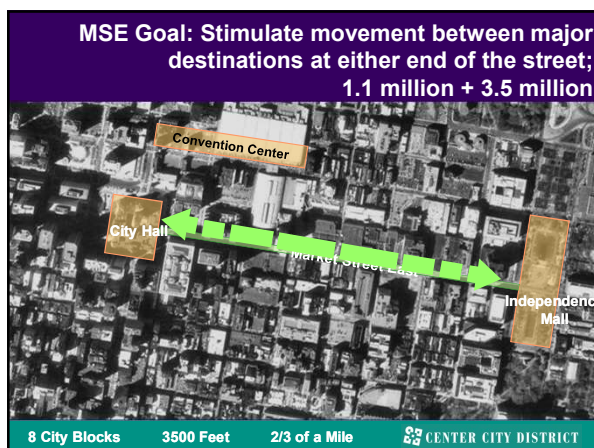 MSE Goal: Stimulate movement between major
destinations at either end of the street;
1.1 million + 3.5 million
Convention Center
City Hall
Market Street East
Independenc
Mall
8 City Blocks 3500 Feet 2/3 of a Mile CENTER CITY DISTRICT